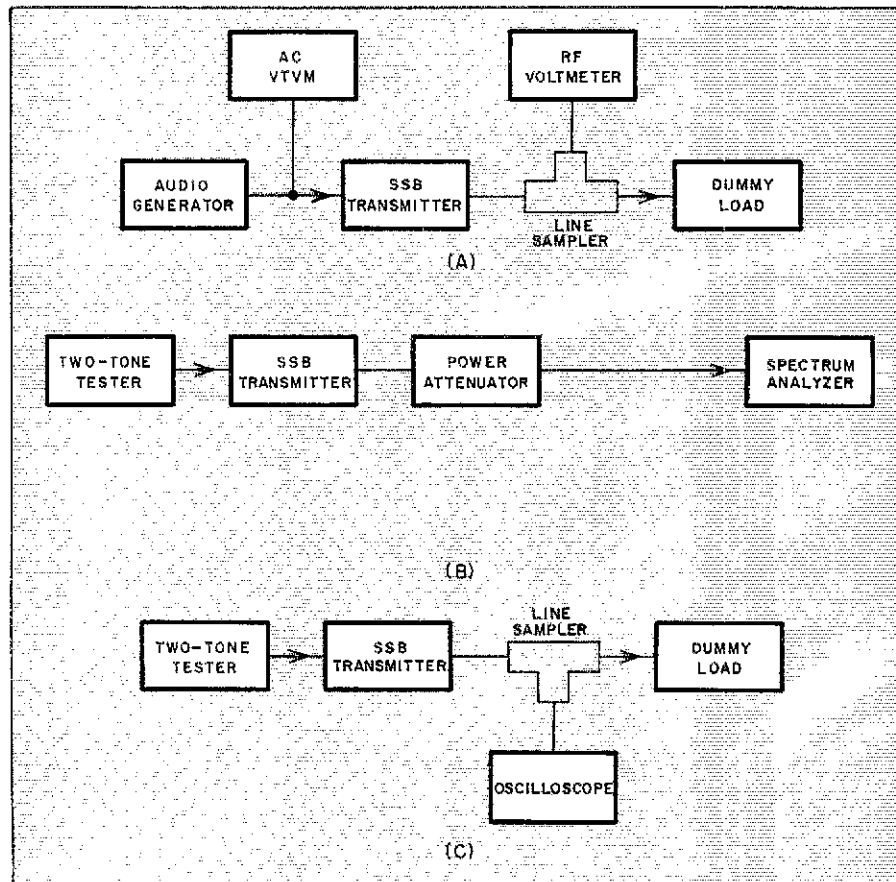 AC
VTVM
RF
VOLTMETER
AUDIO
GENERATOR
SSB
TRANSMITTER
LINE
SAMPLER
DUMMY
LOAD
(A)
TWO-TONE
TESTER
SSB
TRANSMITTER
POWER
ATTENUATOR
SPECTRUM
ANALYZER
(B)
TWO-TONE
TESTER
SSB
TRANSMITTER
LINE
SAMPLER
DUMMY
LOAD
OSCILLOSCOPE
(C)